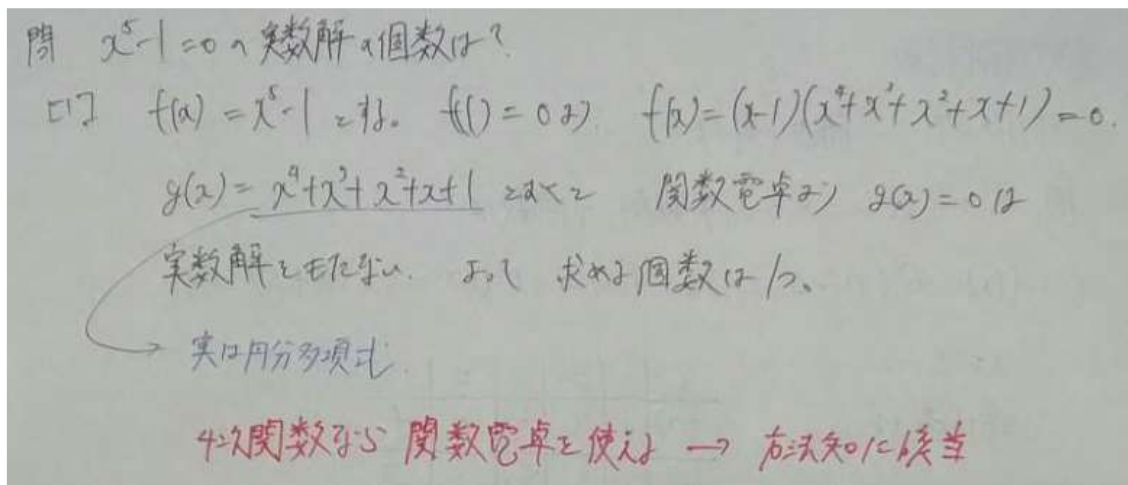 問 x⁵-1=0の実数解の個数は?
[1] f(x)=x⁵-1とする。 f(1)=0より f(x)=(x-1)(x⁴+x³+x²+x+1)=0.
g(x)=x⁴+x³+x²+x+1とおくと 関数電卓より g(x)=0は
実数解をもたない. よって 求める個数は1つ。
→ 実は円分多項式.
4次関数なら 関数電卓を使える → 方法知①に該当